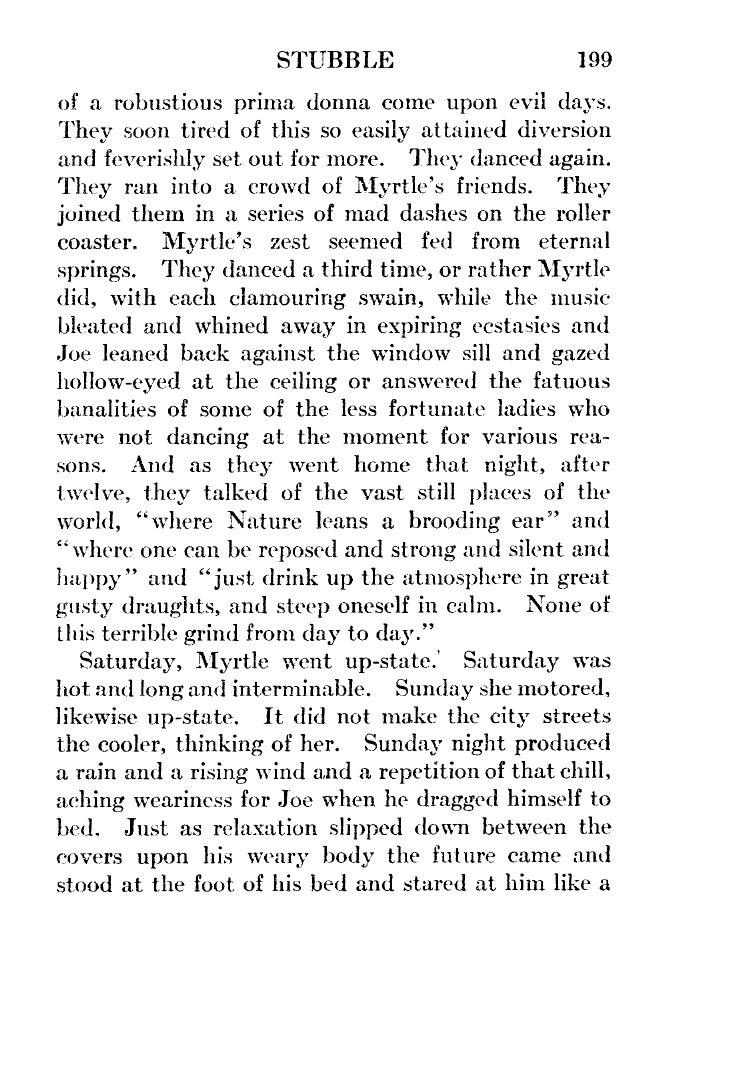 STUBBLE 199
of a robustious prima donna come upon evil days.
They soon tired of this so easily attained diversion
and feverishly set out for more. They danced again.
They ran into a crowd of Myrtle's friends. They
joined them in a series of mad dashes on the roller
coaster. Myrtle's zest seemed fed from eternal
springs. They danced a third time, or rather Myrtle
did, with each clamouring swain, while the music
bleated and whined away in expiring ecstasies and
Joe leaned back against the window sill and gazed
hollow-eyed at the ceiling or answered the fatuous
banalities of some of the less fortunate ladies who
were not dancing at the moment for various rea-
sons. And as they went home that night, after
twelve, they talked of the vast still places of the
world, "where Nature leans a brooding ear" and
"where one can be reposed and strong and silent and
happy" and "just drink up the atmosphere in great
gusty draughts, and steep oneself in calm. None of
this terrible grind from day to day."
Saturday, Myrtle went up-state. Saturday was
hot and long and interminable. Sunday she motored,
likewise up-state. It did not make the city streets
the cooler, thinking of her. Sunday night produced
a rain and a rising wind and a repetition of that chill,
aching weariness for Joe when he dragged himself to
bed. Just as relaxation slipped down between the
covers upon his weary body the future came and
stood at the foot of his bed and stared at him like a